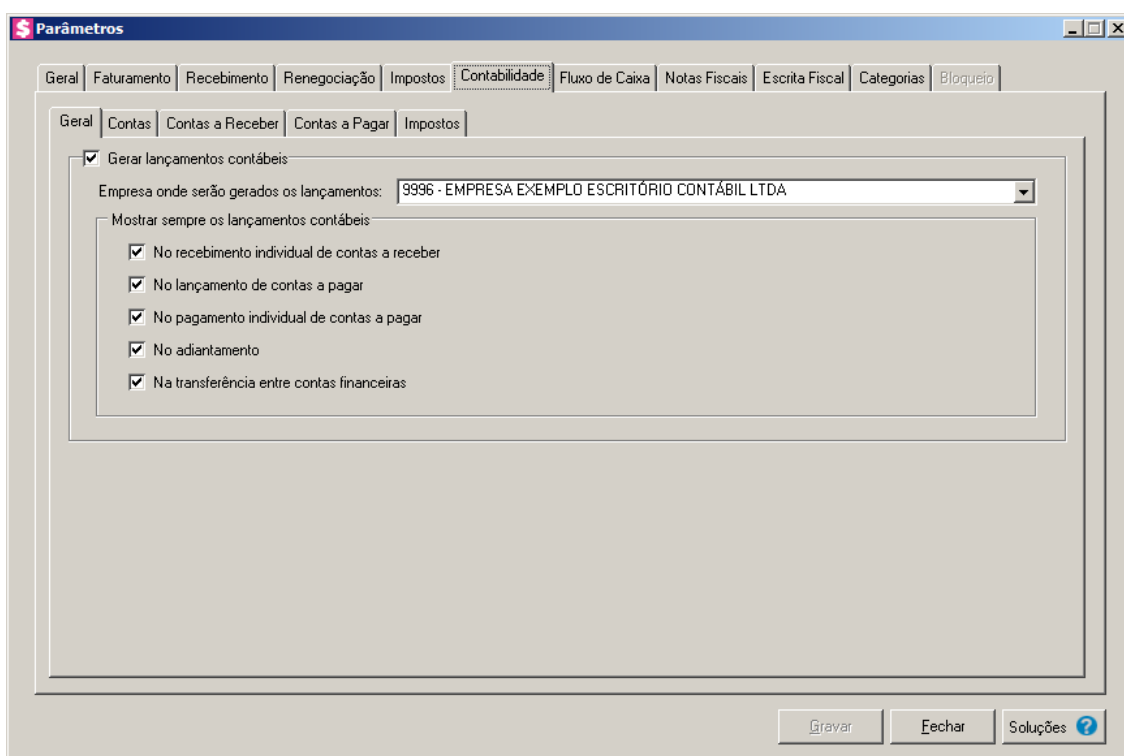 Parâmetros
Geral Faturamento Recebimento Renegociação Impostos Contabilidade Fluxo de Caixa Notas Fiscais Escrita Fiscal Categorias Bloqueio
Geral Contas Contas a Receber Contas a Pagar Impostos
Gerar lançamentos contábeis
Empresa onde serão gerados os lançamentos: 9996 - EMPRESA EXEMPLO ESCRITÓRIO CONTÁBIL LTDA
Mostrar sempre os lançamentos contábeis
No recebimento individual de contas a receber
No lançamento de contas a pagar
No pagamento individual de contas a pagar
No adiantamento
Na transferência entre contas financeiras
Gravar Fechar Soluções ?